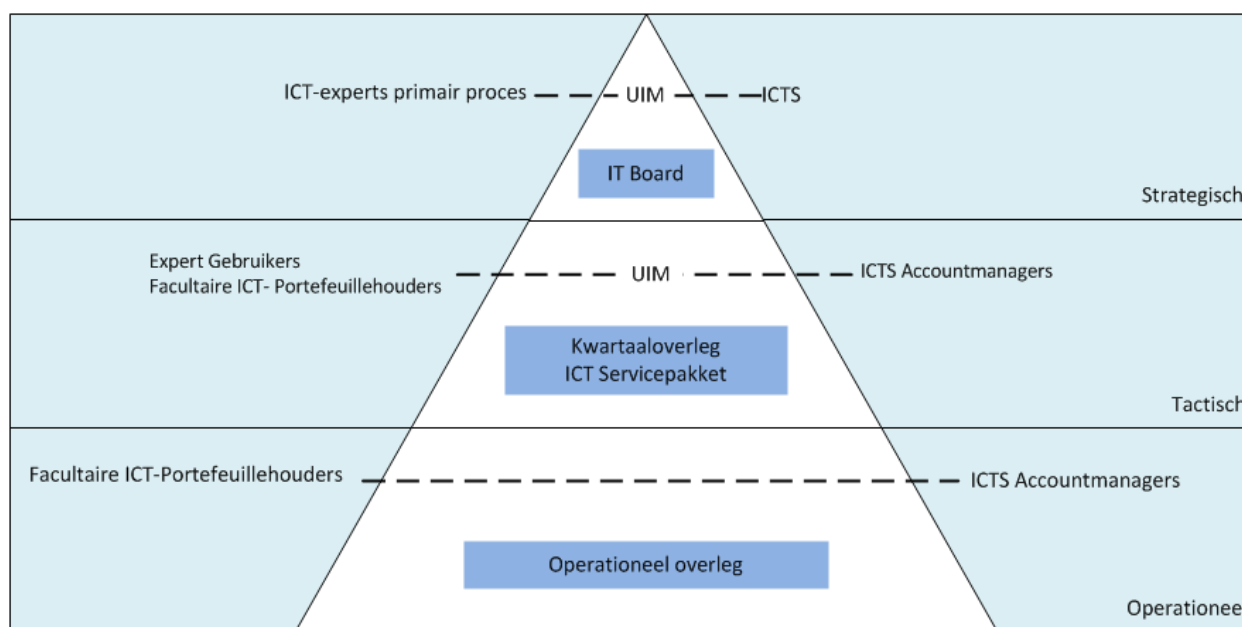 ICT-experts primair proces
UIM
ICTS
IT Board
Strategisch
Expert Gebruikers
Facultaire ICT- Portefeuillehouders
UIM
ICTS Accountmanagers
Kwartaaloverleg
ICT Servicepakket
Tactisch
Facultaire ICT-Portefeuillehouders
ICTS Accountmanagers
Operationeel overleg
Operationee